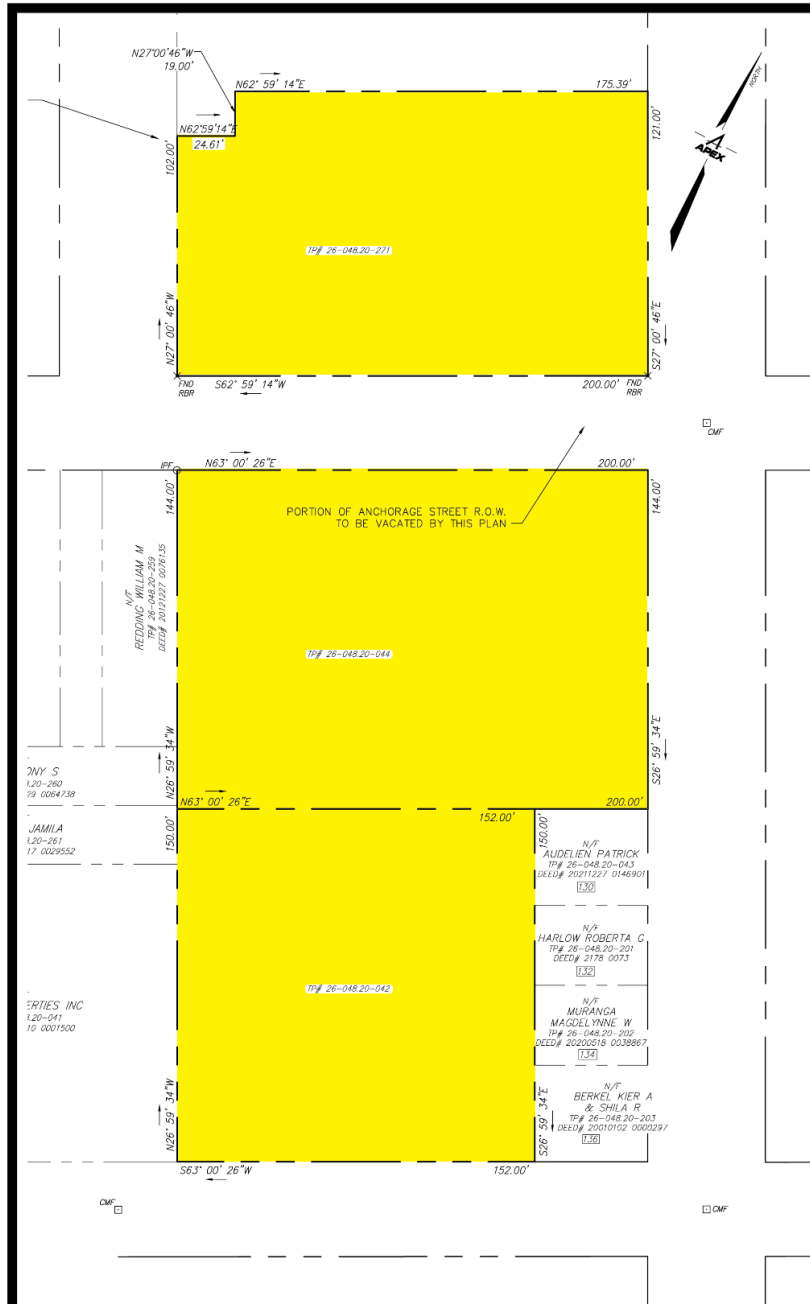 N27°00'46"W
19.00'
N62° 59' 14"E
175.39'
NORTH
A
APEX
N62°59'14"E
24.61'
102.00'
121.00'
TP# 26-048.20-271
N27° 00' 46"W
S27° 00' 46"E
FND
RBR
S62° 59' 14"W
200.00'
FND
RBR
CMF
IPF
N63° 00' 26"E
200.00'
144.00'
144.00'
PORTION OF ANCHORAGE STREET R.O.W.
TO BE VACATED BY THIS PLAN
N/F
REDDING WILLIAM M
TP# 26-048.20-259
DEED# 20121227 0076135
TP# 26-048.20-044
N26° 59' 34"W
S26° 59' 34"E
ONY S
.20-260
29 0064738
N63° 00' 26"E
200.00'
152.00'
JAMILA
.20-261
17 0029552
150.00'
150.00'
N/F
AUDELIEN PATRICK
TP# 26-048.20-043
DEED# 20211227 0146901
130
N/F
HARLOW ROBERTA G
TP# 26-048.20-201
DEED# 2178 0073
132
TP# 26-048.20-042
ERTIES INC
.20-041
10 0001500
N/F
MURANGA
MAGDELYNNE W
TP# 26-048.20-202
DEED# 20200518 0038867
134
N26° 59' 34"W
S26° 59' 34"E
N/F
BERKEL KIER A
& SHILA R
TP# 26-048.20-203
DEED# 20010102 0000297
136
S63° 00' 26"W
152.00'
CMF
CMF